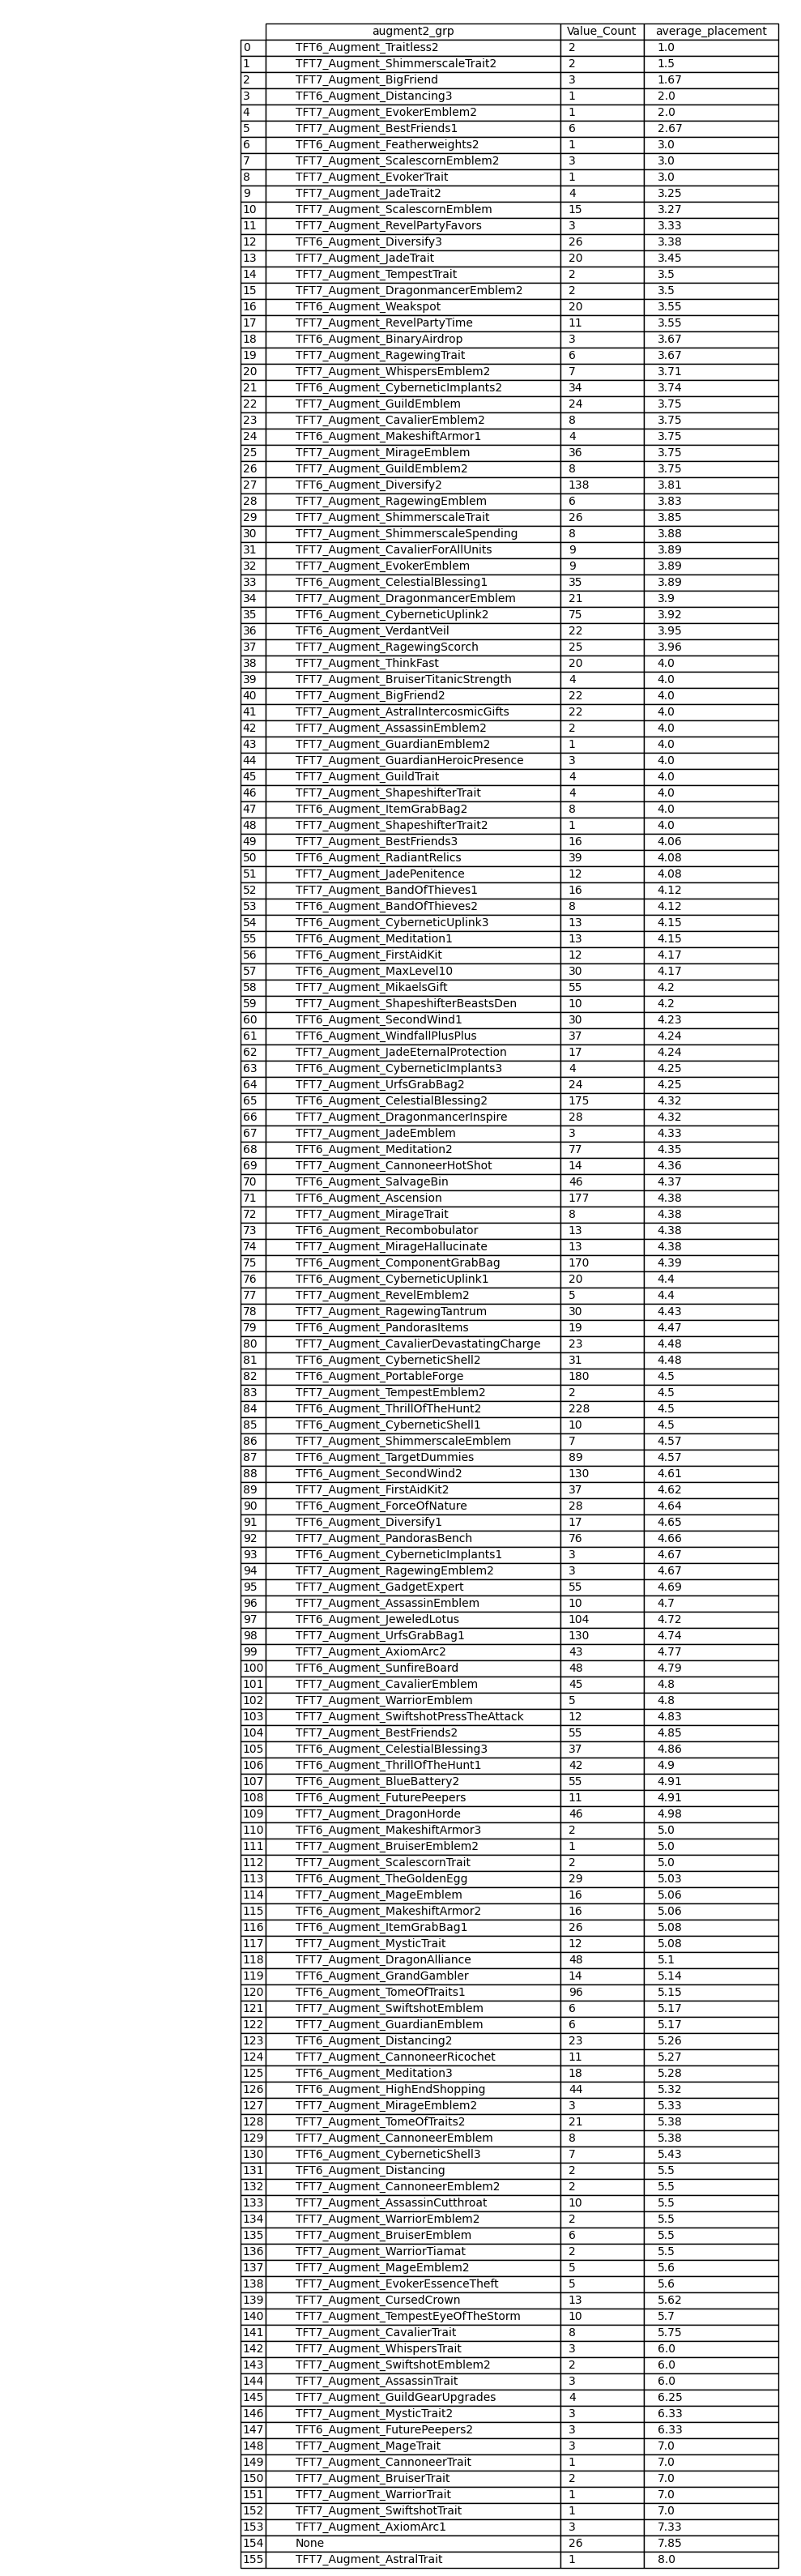 augment2_grp Value_Count average_placement
0 TFT6_Augment_Traitless2 2 1.0
1 TFT7_Augment_ShimmerscaleTrait2 2 1.5
2 TFT7_Augment_BigFriend 3 1.67
3 TFT6_Augment_Distancing3 1 2.0
4 TFT7_Augment_EvokerEmblem2 1 2.0
5 TFT7_Augment_BestFriends1 6 2.67
6 TFT6_Augment_Featherweights2 1 3.0
7 TFT7_Augment_ScalescornEmblem2 3 3.0
8 TFT7_Augment_EvokerTrait 1 3.0
9 TFT7_Augment_JadeTrait2 4 3.25
10 TFT7_Augment_ScalescornEmblem 15 3.27
11 TFT7_Augment_RevelPartyFavors 3 3.33
12 TFT6_Augment_Diversify3 26 3.38
13 TFT7_Augment_JadeTrait 20 3.45
14 TFT7_Augment_TempestTrait 2 3.5
15 TFT7_Augment_DragonmancerEmblem2 2 3.5
16 TFT6_Augment_Weakspot 20 3.55
17 TFT7_Augment_RevelPartyTime 11 3.55
18 TFT6_Augment_BinaryAirdrop 3 3.67
19 TFT7_Augment_RagewingTrait 6 3.67
20 TFT7_Augment_WhispersEmblem2 7 3.71
21 TFT6_Augment_CyberneticImplants2 34 3.74
22 TFT7_Augment_GuildEmblem 24 3.75
23 TFT7_Augment_CavalierEmblem2 8 3.75
24 TFT6_Augment_MakeshiftArmor1 4 3.75
25 TFT7_Augment_MirageEmblem 36 3.75
26 TFT7_Augment_GuildEmblem2 8 3.75
27 TFT6_Augment_Diversify2 138 3.81
28 TFT7_Augment_RagewingEmblem 6 3.83
29 TFT7_Augment_ShimmerscaleTrait 26 3.85
30 TFT7_Augment_ShimmerscaleSpending 8 3.88
31 TFT7_Augment_CavalierForAllUnits 9 3.89
32 TFT7_Augment_EvokerEmblem 9 3.89
33 TFT6_Augment_CelestialBlessing1 35 3.89
34 TFT7_Augment_DragonmancerEmblem 21 3.9
35 TFT6_Augment_CyberneticUplink2 75 3.92
36 TFT6_Augment_VerdantVeil 22 3.95
37 TFT7_Augment_RagewingScorch 25 3.96
38 TFT7_Augment_ThinkFast 20 4.0
39 TFT7_Augment_BruiserTitanicStrength 4 4.0
40 TFT7_Augment_BigFriend2 22 4.0
41 TFT7_Augment_AstralIntercosmicGifts 22 4.0
42 TFT7_Augment_AssassinEmblem2 2 4.0
43 TFT7_Augment_GuardianEmblem2 1 4.0
44 TFT7_Augment_GuardianHeroicPresence 3 4.0
45 TFT7_Augment_GuildTrait 4 4.0
46 TFT7_Augment_ShapeshifterTrait 4 4.0
47 TFT6_Augment_ItemGrabBag2 8 4.0
48 TFT7_Augment_ShapeshifterTrait2 1 4.0
49 TFT7_Augment_BestFriends3 16 4.06
50 TFT6_Augment_RadiantRelics 39 4.08
51 TFT7_Augment_JadePenitence 12 4.08
52 TFT7_Augment_BandOfThieves1 16 4.12
53 TFT6_Augment_BandOfThieves2 8 4.12
54 TFT6_Augment_CyberneticUplink3 13 4.15
55 TFT6_Augment_Meditation1 13 4.15
56 TFT6_Augment_FirstAidKit 12 4.17
57 TFT6_Augment_MaxLevel10 30 4.17
58 TFT7_Augment_MikaelsGift 55 4.2
59 TFT7_Augment_ShapeshifterBeastsDen 10 4.2
60 TFT6_Augment_SecondWind1 30 4.23
61 TFT6_Augment_WindfallPlusPlus 37 4.24
62 TFT7_Augment_JadeEternalProtection 17 4.24
63 TFT6_Augment_CyberneticImplants3 4 4.25
64 TFT7_Augment_UrfsGrabBag2 24 4.25
65 TFT6_Augment_CelestialBlessing2 175 4.32
66 TFT7_Augment_DragonmancerInspire 28 4.32
67 TFT7_Augment_JadeEmblem 3 4.33
68 TFT6_Augment_Meditation2 77 4.35
69 TFT7_Augment_CannoneerHotShot 14 4.36
70 TFT6_Augment_SalvageBin 46 4.37
71 TFT6_Augment_Ascension 177 4.38
72 TFT7_Augment_MirageTrait 8 4.38
73 TFT6_Augment_Recombobulator 13 4.38
74 TFT7_Augment_MirageHallucinate 13 4.38
75 TFT6_Augment_ComponentGrabBag 170 4.39
76 TFT6_Augment_CyberneticUplink1 20 4.4
77 TFT7_Augment_RevelEmblem2 5 4.4
78 TFT7_Augment_RagewingTantrum 30 4.43
79 TFT6_Augment_PandorasItems 19 4.47
80 TFT7_Augment_CavalierDevastatingCharge 23 4.48
81 TFT6_Augment_CyberneticShell2 31 4.48
82 TFT6_Augment_PortableForge 180 4.5
83 TFT7_Augment_TempestEmblem2 2 4.5
84 TFT6_Augment_ThrillOfTheHunt2 228 4.5
85 TFT6_Augment_CyberneticShell1 10 4.5
86 TFT7_Augment_ShimmerscaleEmblem 7 4.57
87 TFT6_Augment_TargetDummies 89 4.57
88 TFT6_Augment_SecondWind2 130 4.61
89 TFT7_Augment_FirstAidKit2 37 4.62
90 TFT6_Augment_ForceOfNature 28 4.64
91 TFT6_Augment_Diversify1 17 4.65
92 TFT7_Augment_PandorasBench 76 4.66
93 TFT6_Augment_CyberneticImplants1 3 4.67
94 TFT7_Augment_RagewingEmblem2 3 4.67
95 TFT7_Augment_GadgetExpert 55 4.69
96 TFT7_Augment_AssassinEmblem 10 4.7
97 TFT6_Augment_JeweledLotus 104 4.72
98 TFT7_Augment_UrfsGrabBag1 130 4.74
99 TFT7_Augment_AxiomArc2 43 4.77
100 TFT6_Augment_SunfireBoard 48 4.79
101 TFT7_Augment_CavalierEmblem 45 4.8
102 TFT7_Augment_WarriorEmblem 5 4.8
103 TFT7_Augment_SwiftshotPressTheAttack 12 4.83
104 TFT7_Augment_BestFriends2 55 4.85
105 TFT6_Augment_CelestialBlessing3 37 4.86
106 TFT6_Augment_ThrillOfTheHunt1 42 4.9
107 TFT6_Augment_BlueBattery2 55 4.91
108 TFT6_Augment_FuturePeepers 11 4.91
109 TFT7_Augment_DragonHorde 46 4.98
110 TFT6_Augment_MakeshiftArmor3 2 5.0
111 TFT7_Augment_BruiserEmblem2 1 5.0
112 TFT7_Augment_ScalescornTrait 2 5.0
113 TFT6_Augment_TheGoldenEgg 29 5.03
114 TFT7_Augment_MageEmblem 16 5.06
115 TFT6_Augment_MakeshiftArmor2 16 5.06
116 TFT6_Augment_ItemGrabBag1 26 5.08
117 TFT7_Augment_MysticTrait 12 5.08
118 TFT7_Augment_DragonAlliance 48 5.1
119 TFT6_Augment_GrandGambler 14 5.14
120 TFT6_Augment_TomeOfTraits1 96 5.15
121 TFT7_Augment_SwiftshotEmblem 6 5.17
122 TFT7_Augment_GuardianEmblem 6 5.17
123 TFT6_Augment_Distancing2 23 5.26
124 TFT7_Augment_CannoneerRicochet 11 5.27
125 TFT6_Augment_Meditation3 18 5.28
126 TFT6_Augment_HighEndShopping 44 5.32
127 TFT7_Augment_MirageEmblem2 3 5.33
128 TFT7_Augment_TomeOfTraits2 21 5.38
129 TFT7_Augment_CannoneerEmblem 8 5.38
130 TFT6_Augment_CyberneticShell3 7 5.43
131 TFT6_Augment_Distancing 2 5.5
132 TFT7_Augment_CannoneerEmblem2 2 5.5
133 TFT7_Augment_AssassinCutthroat 10 5.5
134 TFT7_Augment_WarriorEmblem2 2 5.5
135 TFT7_Augment_BruiserEmblem 6 5.5
136 TFT7_Augment_WarriorTiamat 2 5.5
137 TFT7_Augment_MageEmblem2 5 5.6
138 TFT7_Augment_EvokerEssenceTheft 5 5.6
139 TFT7_Augment_CursedCrown 13 5.62
140 TFT7_Augment_TempestEyeOfTheStorm 10 5.7
141 TFT7_Augment_CavalierTrait 8 5.75
142 TFT7_Augment_WhispersTrait 3 6.0
143 TFT7_Augment_SwiftshotEmblem2 2 6.0
144 TFT7_Augment_AssassinTrait 3 6.0
145 TFT7_Augment_GuildGearUpgrades 4 6.25
146 TFT7_Augment_MysticTrait2 3 6.33
147 TFT6_Augment_FuturePeepers2 3 6.33
148 TFT7_Augment_MageTrait 3 7.0
149 TFT7_Augment_CannoneerTrait 1 7.0
150 TFT7_Augment_BruiserTrait 2 7.0
151 TFT7_Augment_WarriorTrait 1 7.0
152 TFT7_Augment_SwiftshotTrait 1 7.0
153 TFT7_Augment_AxiomArc1 3 7.33
154 None 26 7.85
155 TFT7_Augment_AstralTrait 1 8.0